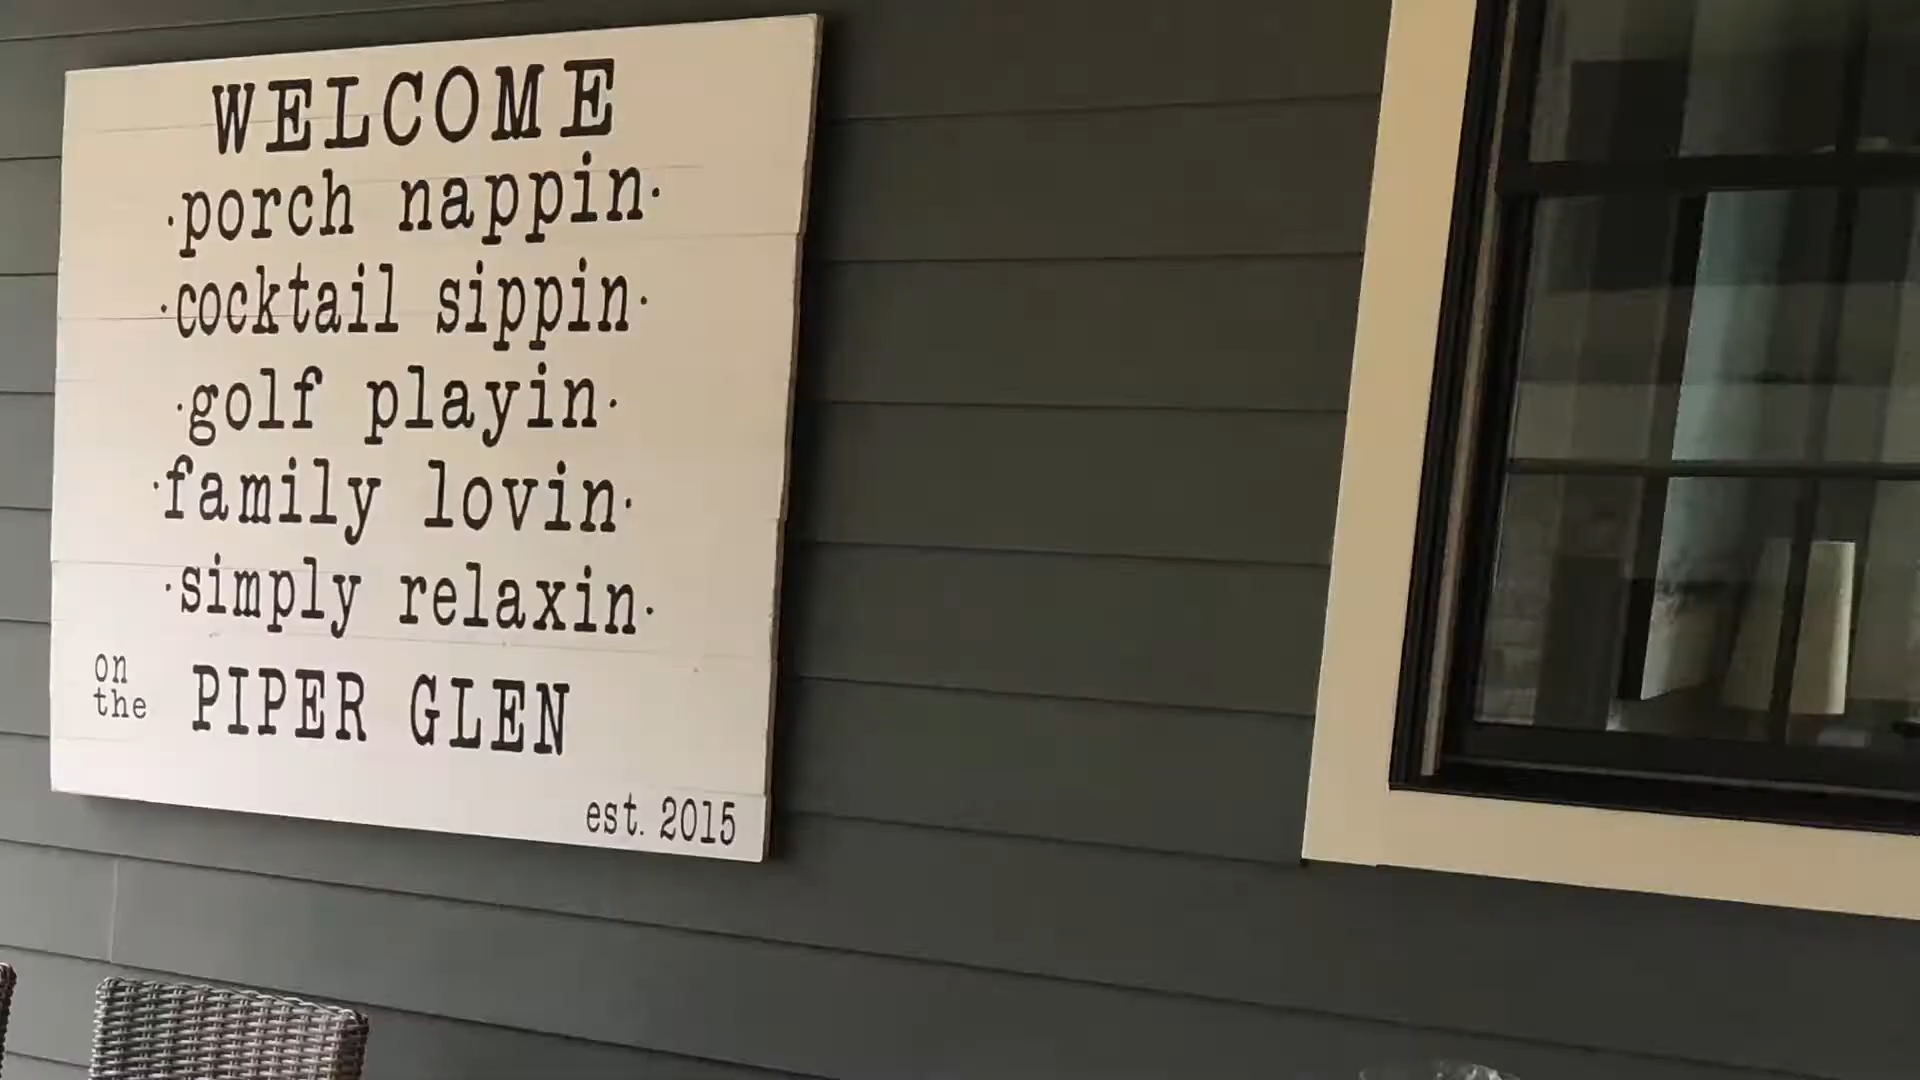 WELCOME
·porch nappin·
·cocktail sippin·
·golf playin·
·family lovin·
·simply relaxin·
on the PIPER GLEN
est. 2015